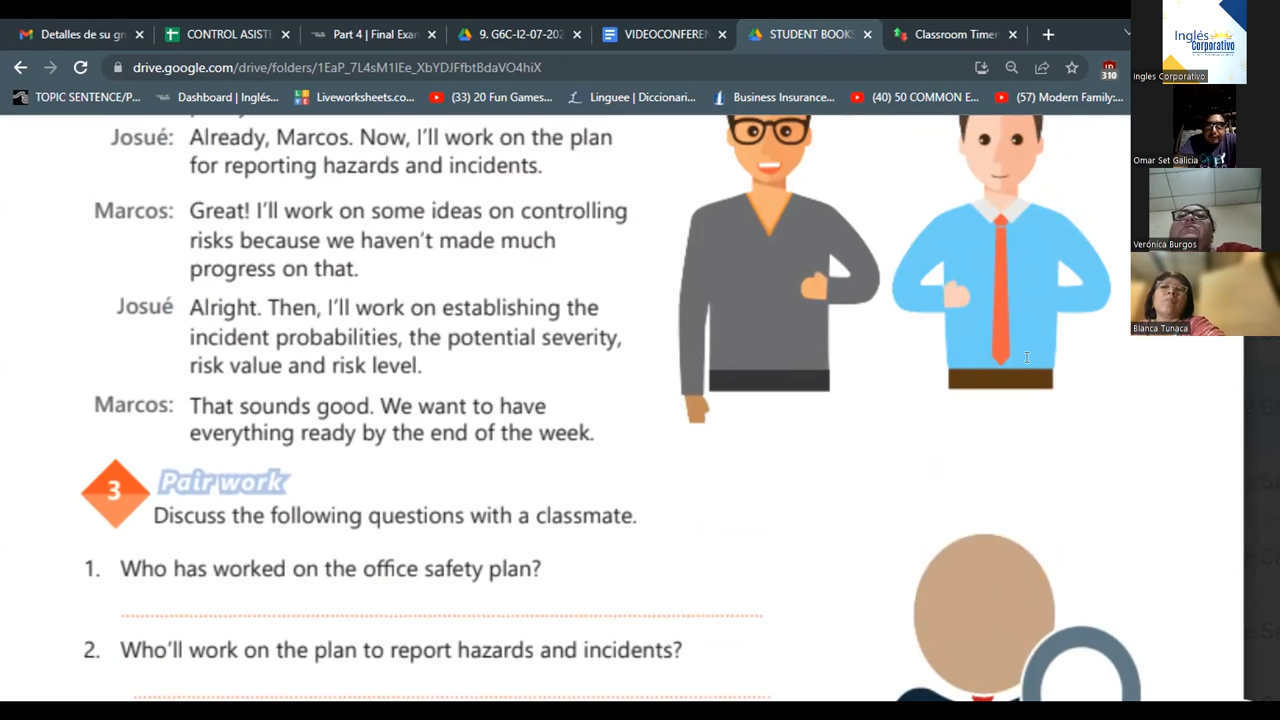 Detalles de su gn
CONTROL ASISTE
Part 4 | Final Exan
9. G6C-I2-07-202
VIDEOCONFEREN
STUDENT BOOKS
Classroom Timer
drive.google.com/drive/folders/1EaP_7L4sM1IEe_XbYDJFfbtBdaVO4hiX
310
TOPIC SENTENCE/P...
Dashboard | Inglés...
Liveworksheets.co...
(33) 20 Fun Games...
Linguee | Diccionari...
Business Insurance...
(40) 50 COMMON E...
(57) Modern Family:...
Inglés
Corporativo
Ingles Corporativo
Omar Set Galicia
Verónica Burgos
Blanca Tunaca
Josué: Already, Marcos. Now, I'll work on the plan
for reporting hazards and incidents.
Marcos: Great! I'll work on some ideas on controlling
risks because we haven't made much
progress on that.
Josué Alright. Then, I'll work on establishing the
incident probabilities, the potential severity,
risk value and risk level.
Marcos: That sounds good. We want to have
everything ready by the end of the week.
3 Pair work
Discuss the following questions with a classmate.
1. Who has worked on the office safety plan?
2. Who'll work on the plan to report hazards and incidents?